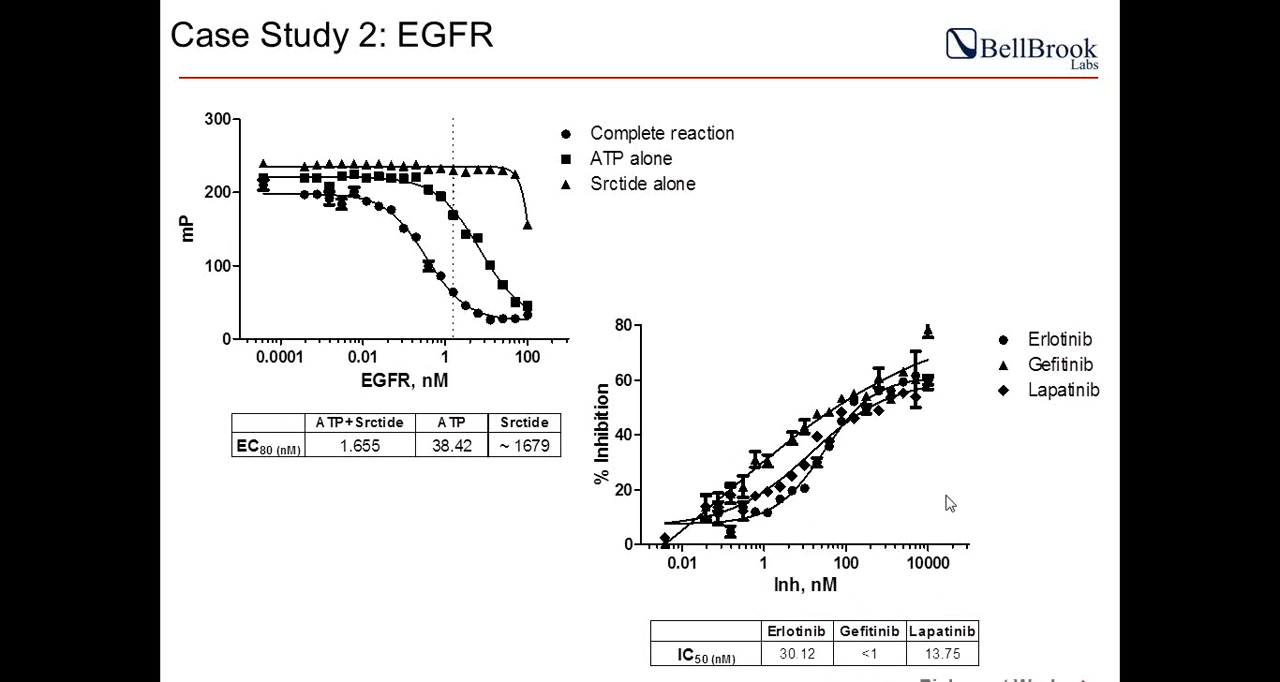 Case Study 2: EGFR
BellBrook
Labs
300
200
100
0
mP
0.0001 0.01 1 100
EGFR, nM
Complete reaction
ATP alone
Srctide alone
ATP+Srctide ATP Srctide
EC80 (nM) 1.655 38.42 ~ 1679
80
60
40
20
0
% Inhibition
0.01 1 100 10000
Inh, nM
Erlotinib
Gefitinib
Lapatinib
Erlotinib Gefitinib Lapatinib
IC50 (nM) 30.12 <1 13.75